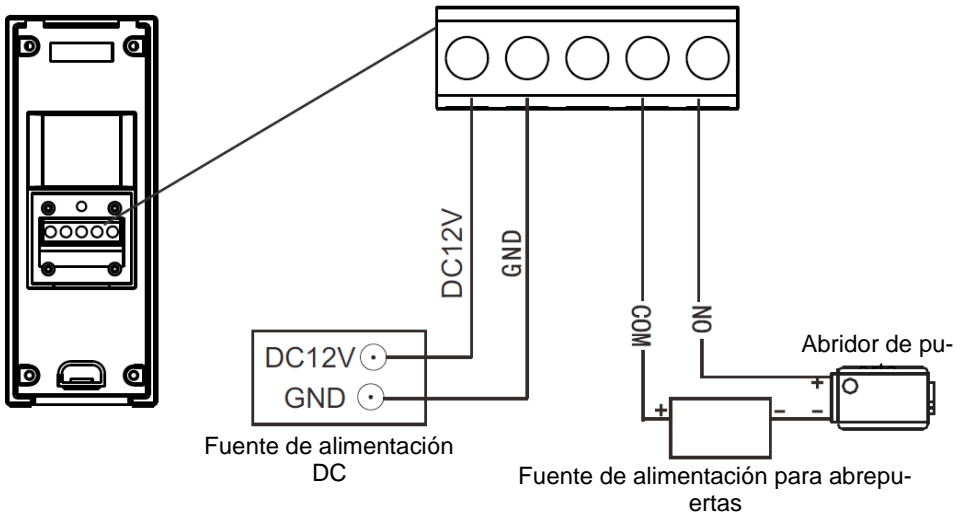 DC12V
GND
COM
NO
DC12V
GND
Fuente de alimentación
DC
Abridor de pu-
+
-
-
+
Fuente de alimentación para abrepu-
ertas